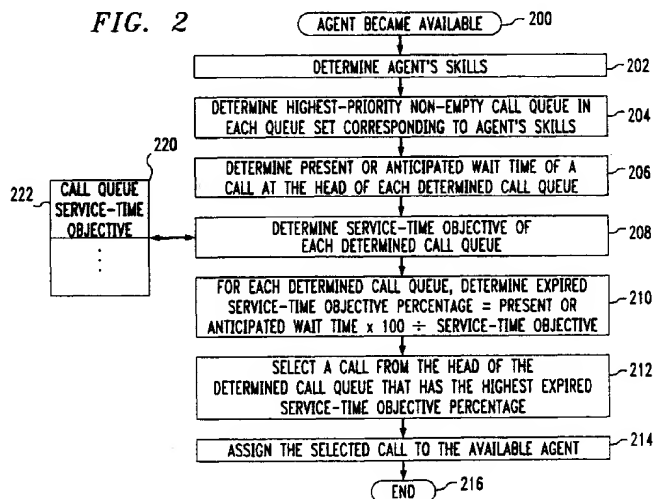 FIG. 2
AGENT BECAME AVAILABLE
200
DETERMINE AGENT'S SKILLS
202
DETERMINE HIGHEST-PRIORITY NON-EMPTY CALL QUEUE IN
EACH QUEUE SET CORRESPONDING TO AGENT'S SKILLS
204
DETERMINE PRESENT OR ANTICIPATED WAIT TIME OF A
CALL AT THE HEAD OF EACH DETERMINED CALL QUEUE
206
220
222
CALL QUEUE
SERVICE-TIME
OBJECTIVE
DETERMINE SERVICE-TIME OBJECTIVE OF
EACH DETERMINED CALL QUEUE
208
FOR EACH DETERMINED CALL QUEUE, DETERMINE EXPIRED
SERVICE-TIME OBJECTIVE PERCENTAGE = PRESENT OR
ANTICIPATED WAIT TIME x 100 ÷ SERVICE-TIME OBJECTIVE
210
SELECT A CALL FROM THE HEAD OF THE
DETERMINED CALL QUEUE THAT HAS THE HIGHEST EXPIRED
SERVICE-TIME OBJECTIVE PERCENTAGE
212
ASSIGN THE SELECTED CALL TO THE AVAILABLE AGENT
214
END
216